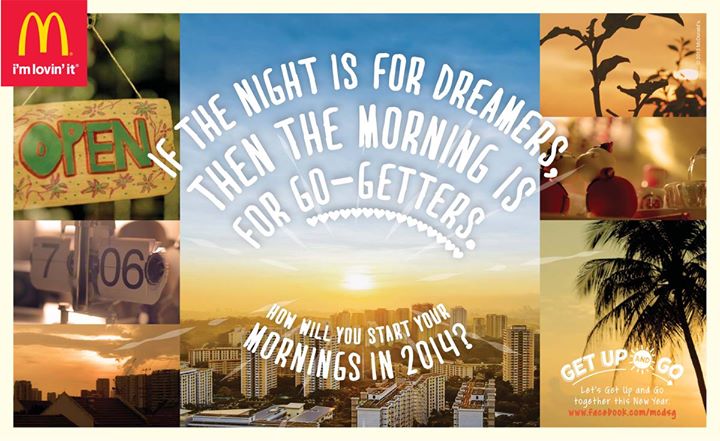 M
i'm lovin' it®
OPEN
7 06
IF THE NIGHT IS FOR DREAMERS,
THEN THE MORNING IS
FOR GO-GETTERS.
HOW WILL YOU START YOUR
MORNINGS IN 2014?
GET UP AND GO
Let's Get Up and Go
together this New Year
www.facebook.com/mcdsg